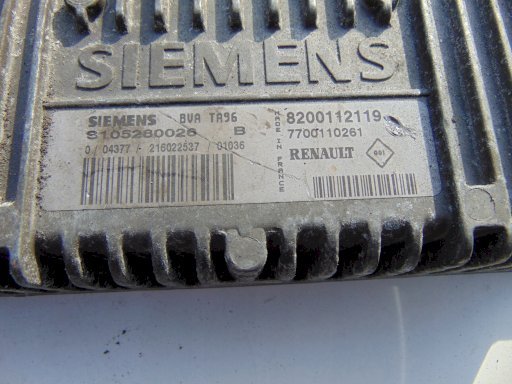 SIEMENS
SIEMENS BVA TA96
S105280026 B
0 / 04377 / 216022537 01036
MADE IN FRANCE
8200112119
7700110261
RENAULT